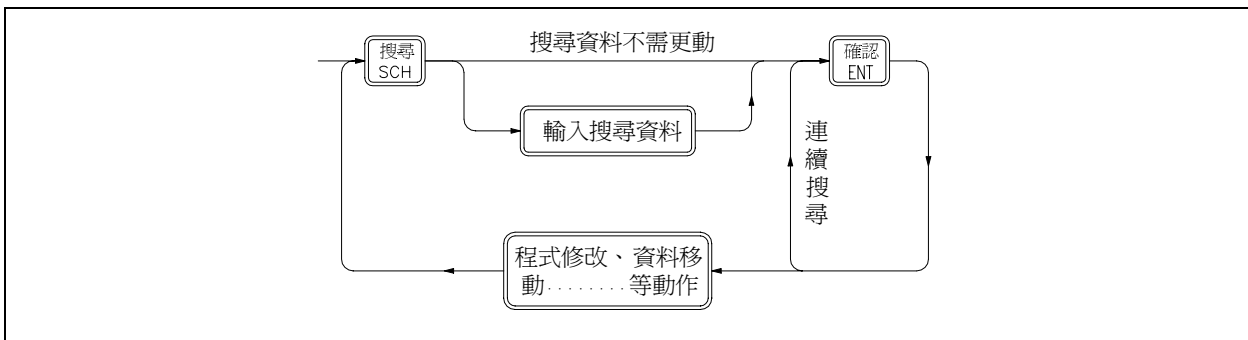 搜尋資料不需更動
搜尋
SCH
確認
ENT
輸入搜尋資料
連續搜尋
程式修改、資料移
動........等動作